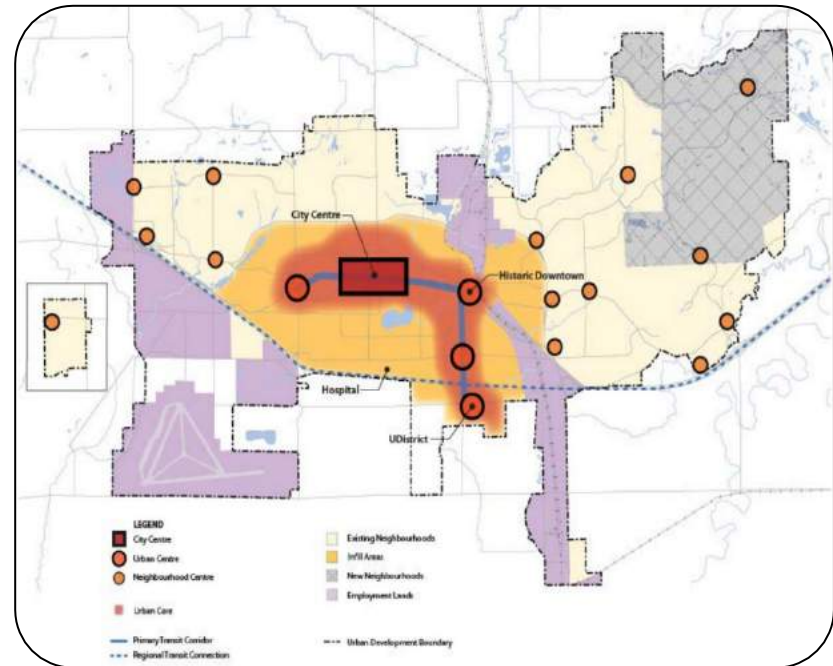 City Centre
Historic Downtown
Hospital
UDistrict
LEGEND
City Centre
Urban Centre
Neighbourhood Centre
Urban Core
Primary Transit Corridor
Regional Transit Connection
Existing Neighbourhoods
Infill Areas
New Neighbourhoods
Employment Lands
Urban Development Boundary